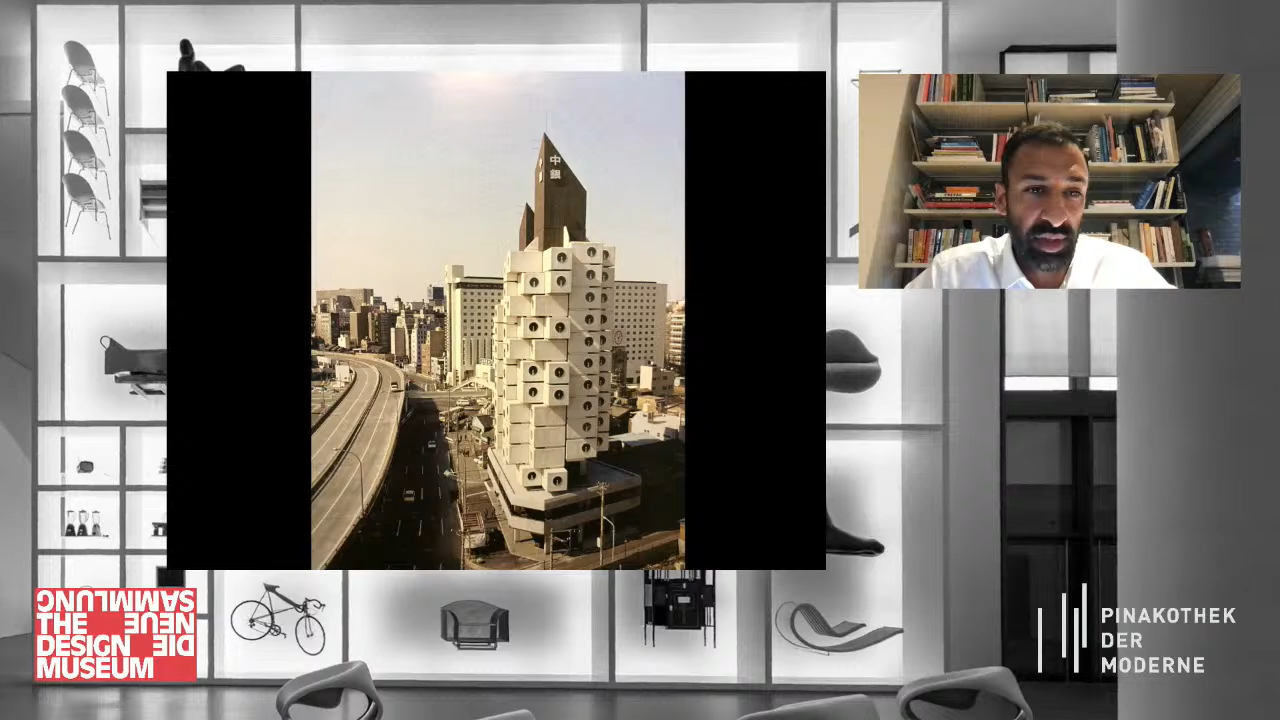 中
銀
SAMMLUNG
THE NEUE
DESIGN DIE
MUSEUM
PINAKOTHEK
DER
MODERNE